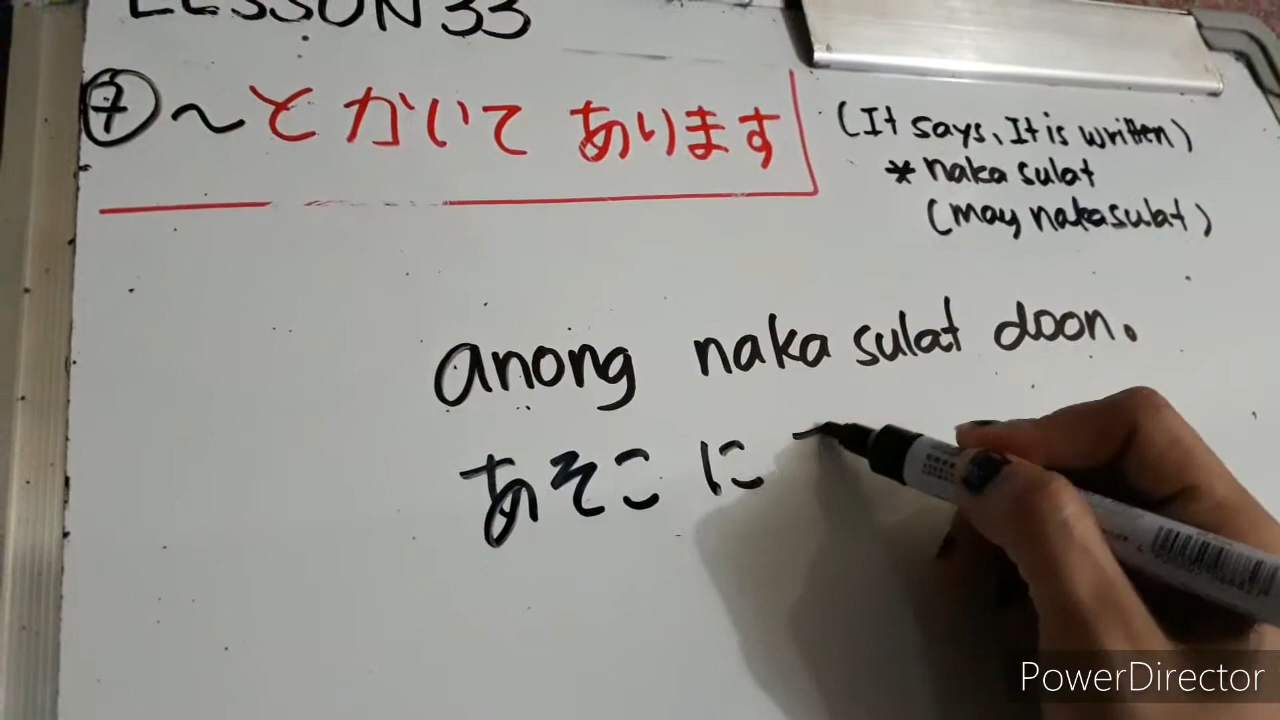 LESSON 33
⑦ ~とかいて あります
(It says, It is written)
* naka sulat
(may nakasulat)
anong naka sulat doon.
あそこ に
PowerDirector